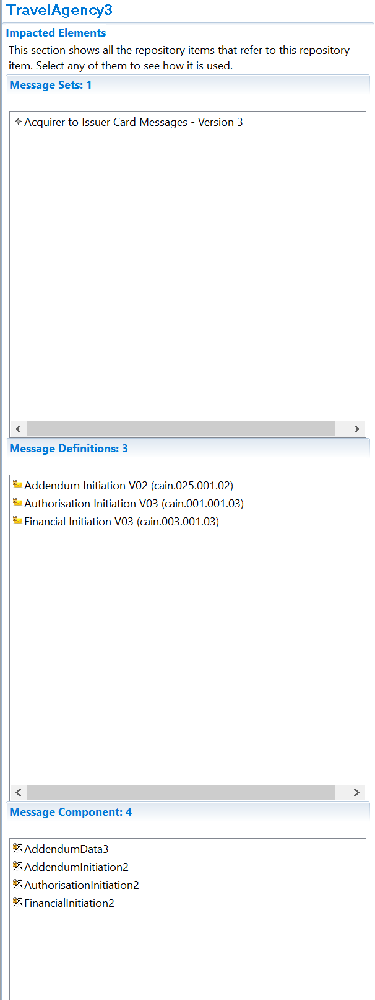 TravelAgency3
Impacted Elements
This section shows all the repository items that refer to this repository
item. Select any of them to see how it is used.
Message Sets: 1
Acquirer to Issuer Card Messages - Version 3
Message Definitions: 3
Addendum Initiation V02 (cain.025.001.02)
Authorisation Initiation V03 (cain.001.001.03)
Financial Initiation V03 (cain.003.001.03)
Message Component: 4
AddendumData3
AddendumInitiation2
AuthorisationInitiation2
FinancialInitiation2